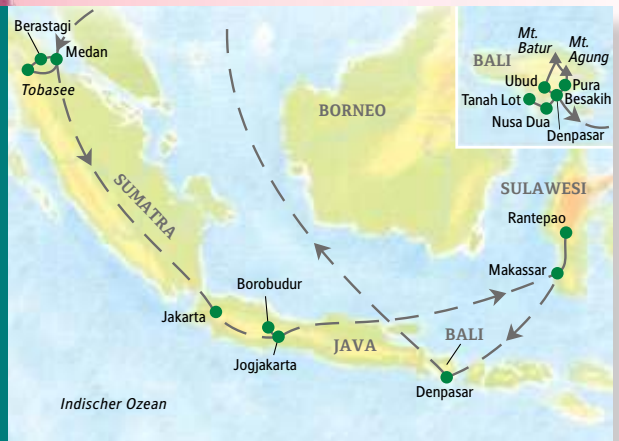 Berastagi
Medan
Tobasee
SUMATRA
BORNEO
SULAWESI
Rantepao
Makassar
Borobudur
Jakarta
Jogjakarta
JAVA
BALI
Denpasar
Indischer Ozean
BALI
Mt.
Batur
Mt.
Agung
Ubud
Pura
Besakih
Tanah Lot
Nusa Dua
Denpasar